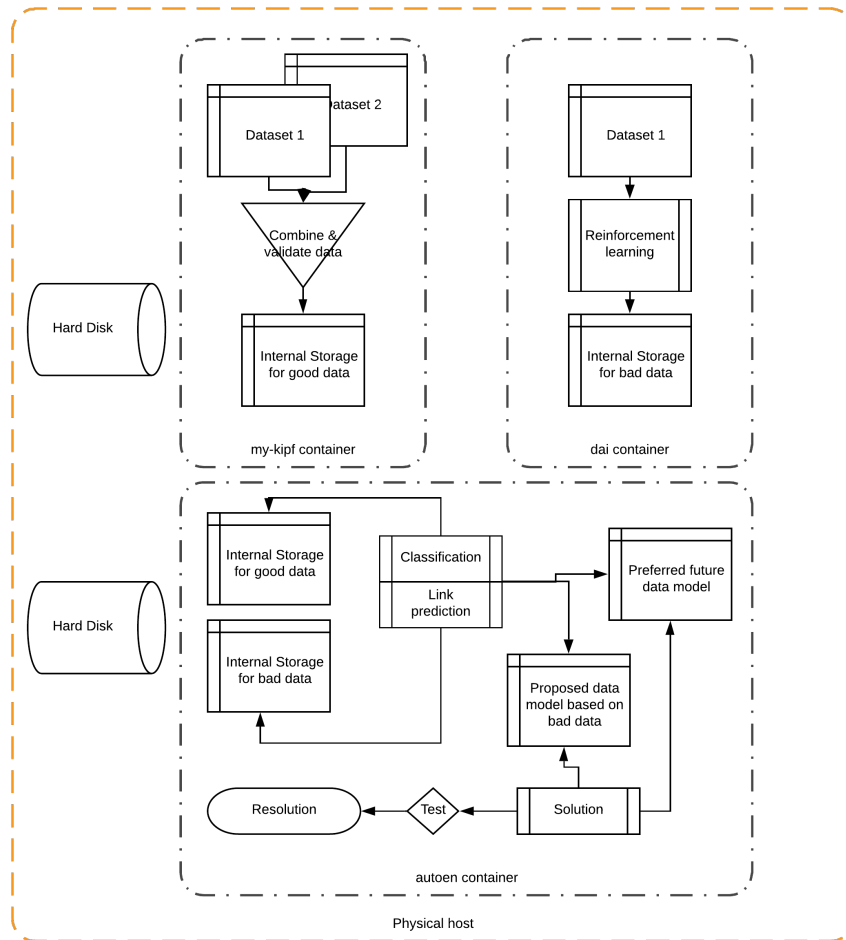 Dataset 2
Dataset 1
Combine &
validate data
Internal Storage
for good data
my-kipf container
Dataset 1
Reinforcement
learning
Internal Storage
for bad data
dai container
Hard Disk
Internal Storage
for good data
Classification
Link
prediction
Preferred future
data model
Hard Disk
Internal Storage
for bad data
Proposed data
model based on
bad data
Resolution
Test
Solution
autoen container
Physical host